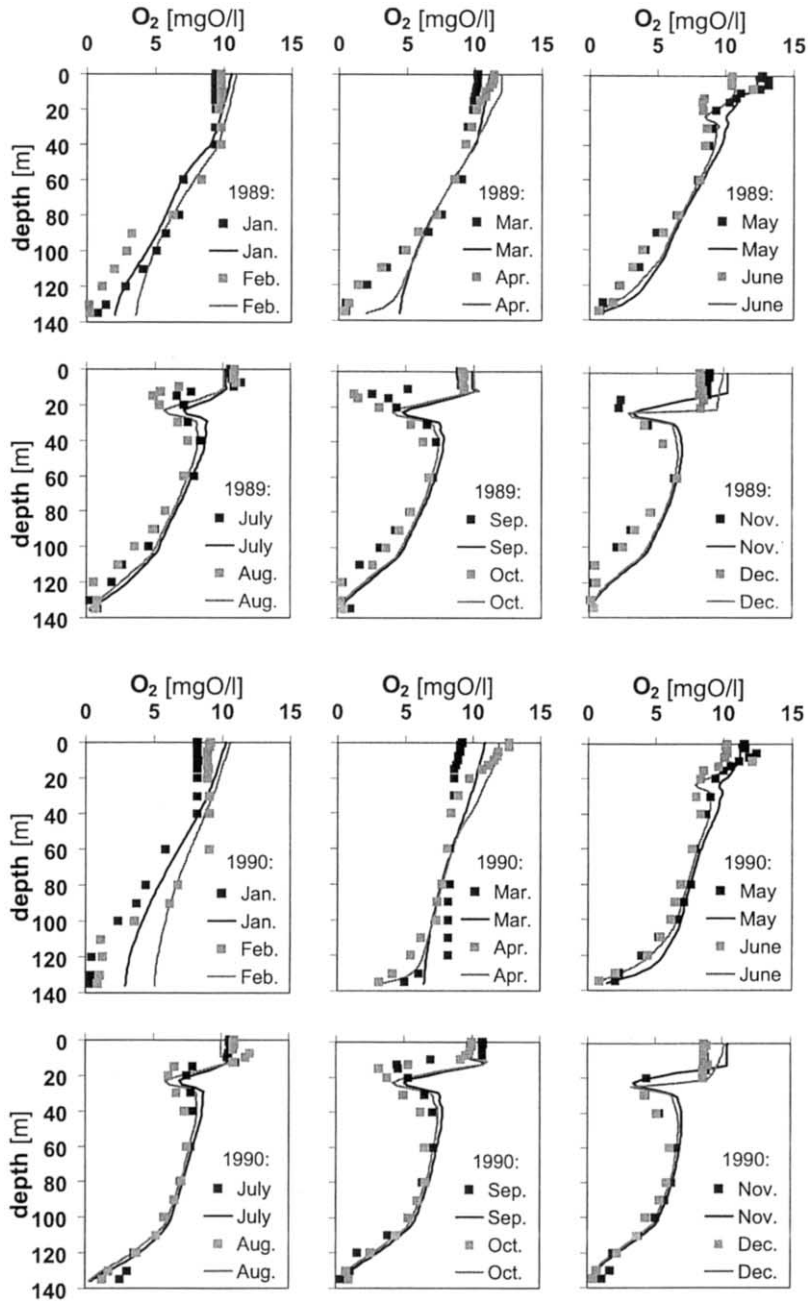 O₂ [mgO/l] O₂ [mgO/l] O₂ [mgO/l]
0 5 10 15 0 5 10 15 0 5 10 15
depth [m]
0
20
40
60
80
100
120
140
1989:
Jan.
Jan.
Feb.
Feb.
1989:
Mar.
Mar.
Apr.
Apr.
1989:
May
May
June
June
depth [m]
0
20
40
60
80
100
120
140
1989:
July
July
Aug.
Aug.
1989:
Sep.
Sep.
Oct.
Oct.
1989:
Nov.
Nov.
Dec.
Dec.
O₂ [mgO/l] O₂ [mgO/l] O₂ [mgO/l]
0 5 10 15 0 5 10 15 0 5 10 15
depth [m]
0
20
40
60
80
100
120
140
1990:
Jan.
Jan.
Feb.
Feb.
1990:
Mar.
Mar.
Apr.
Apr.
1990:
May
May
June
June
depth [m]
0
20
40
60
80
100
120
140
1990:
July
July
Aug.
Aug.
1990:
Sep.
Sep.
Oct.
Oct.
1990:
Nov.
Nov.
Dec.
Dec.